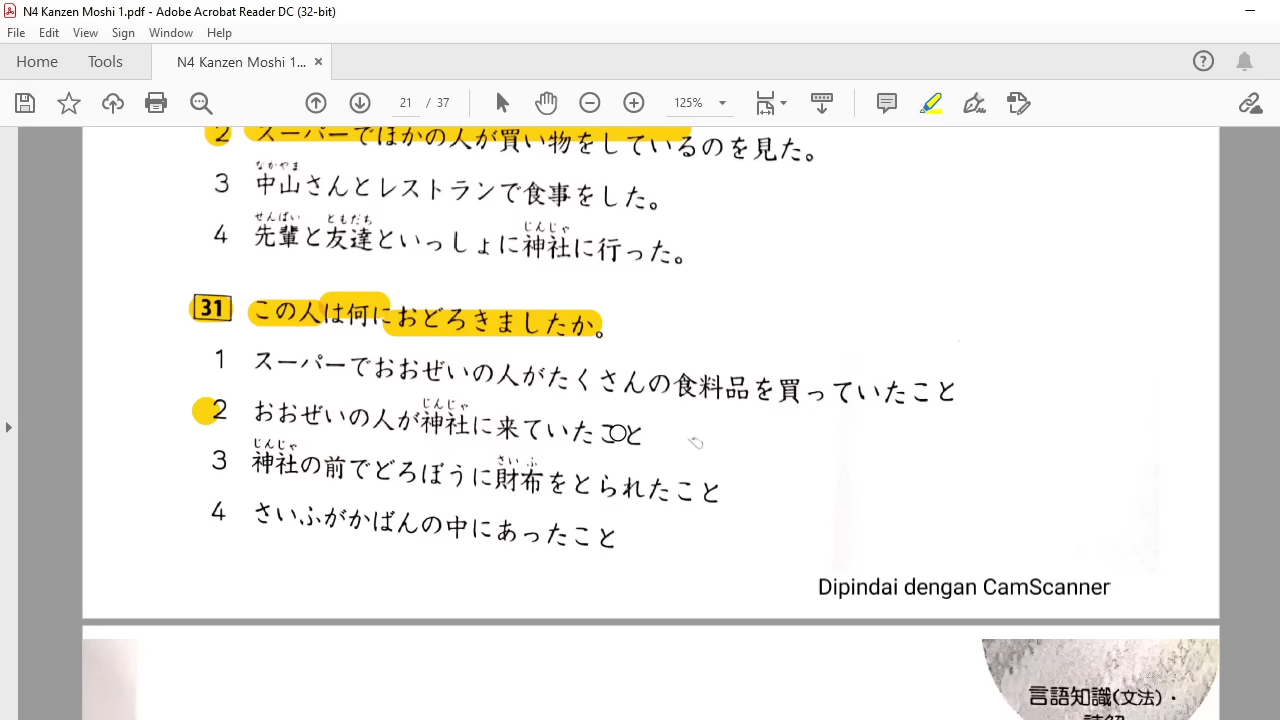 N4 Kanzen Moshi 1.pdf - Adobe Acrobat Reader DC (32-bit)
File Edit View Sign Window Help
Home Tools N4 Kanzen Moshi 1... ×
21 / 37 125%
2 スーパーでほかの人が買い物をしているのを見た。
なかやま
3 中山さんとレストランで食事をした。
せんぱい ともだち じんじゃ
4 先輩と友達といっしょに神社に行った。
31 この人は何におどろきましたか。
1 スーパーでおおぜいの人がたくさんの食料品を買っていたこと
じんじゃ
2 おおぜいの人が神社に来ていたこと
じんじゃ さいふ
3 神社の前でどろぼうに財布をとられたこと
4 さいふがかばんの中にあったこと
Dipindai dengan CamScanner
言語知識(文法)・